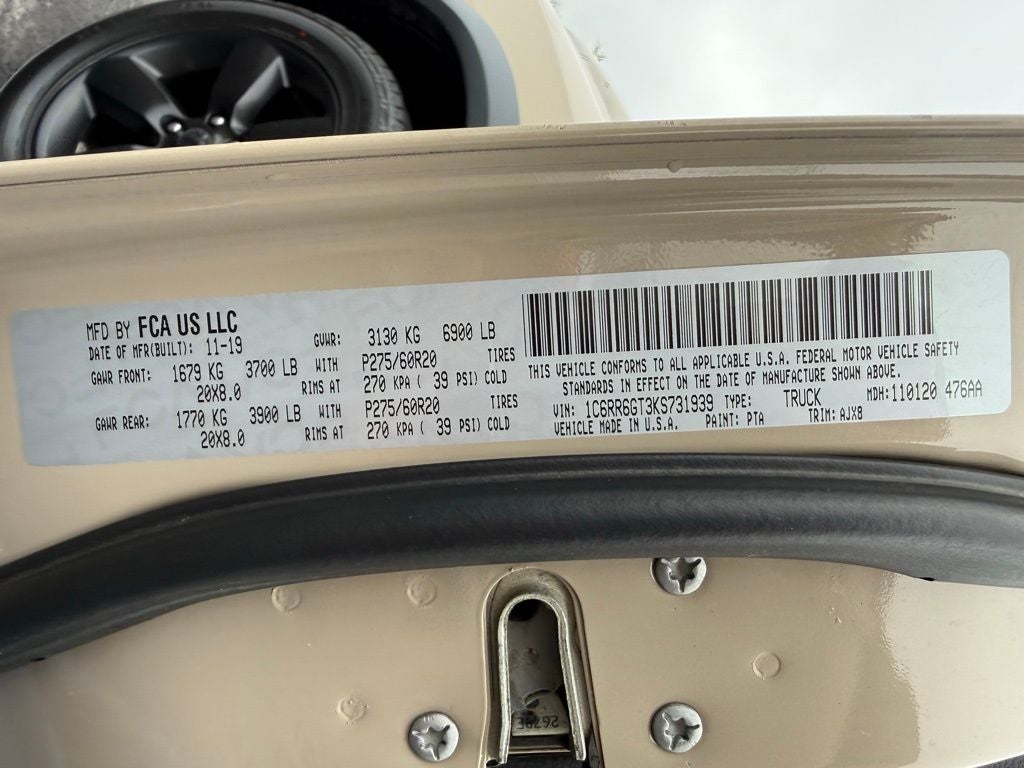 MFD BY FCA US LLC
DATE OF MFR(BUILT): 11-19 GVWR: 3130 KG 6900 LB
GAWR FRONT: 1679 KG 3700 LB WITH P275/60R20 TIRES
20X8.0 RIMS AT 270 KPA ( 39 PSI) COLD
GAWR REAR: 1770 KG 3900 LB WITH P275/60R20 TIRES
20X8.0 RIMS AT 270 KPA ( 39 PSI) COLD
THIS VEHICLE CONFORMS TO ALL APPLICABLE U.S.A. FEDERAL MOTOR VEHICLE SAFETY
STANDARDS IN EFFECT ON THE DATE OF MANUFACTURE SHOWN ABOVE.
VIN: 1C6RR6GT3KS731939 TYPE: TRUCK MDH:110120 476AA
VEHICLE MADE IN U.S.A. PAINT: PTA TRIM: AJX8